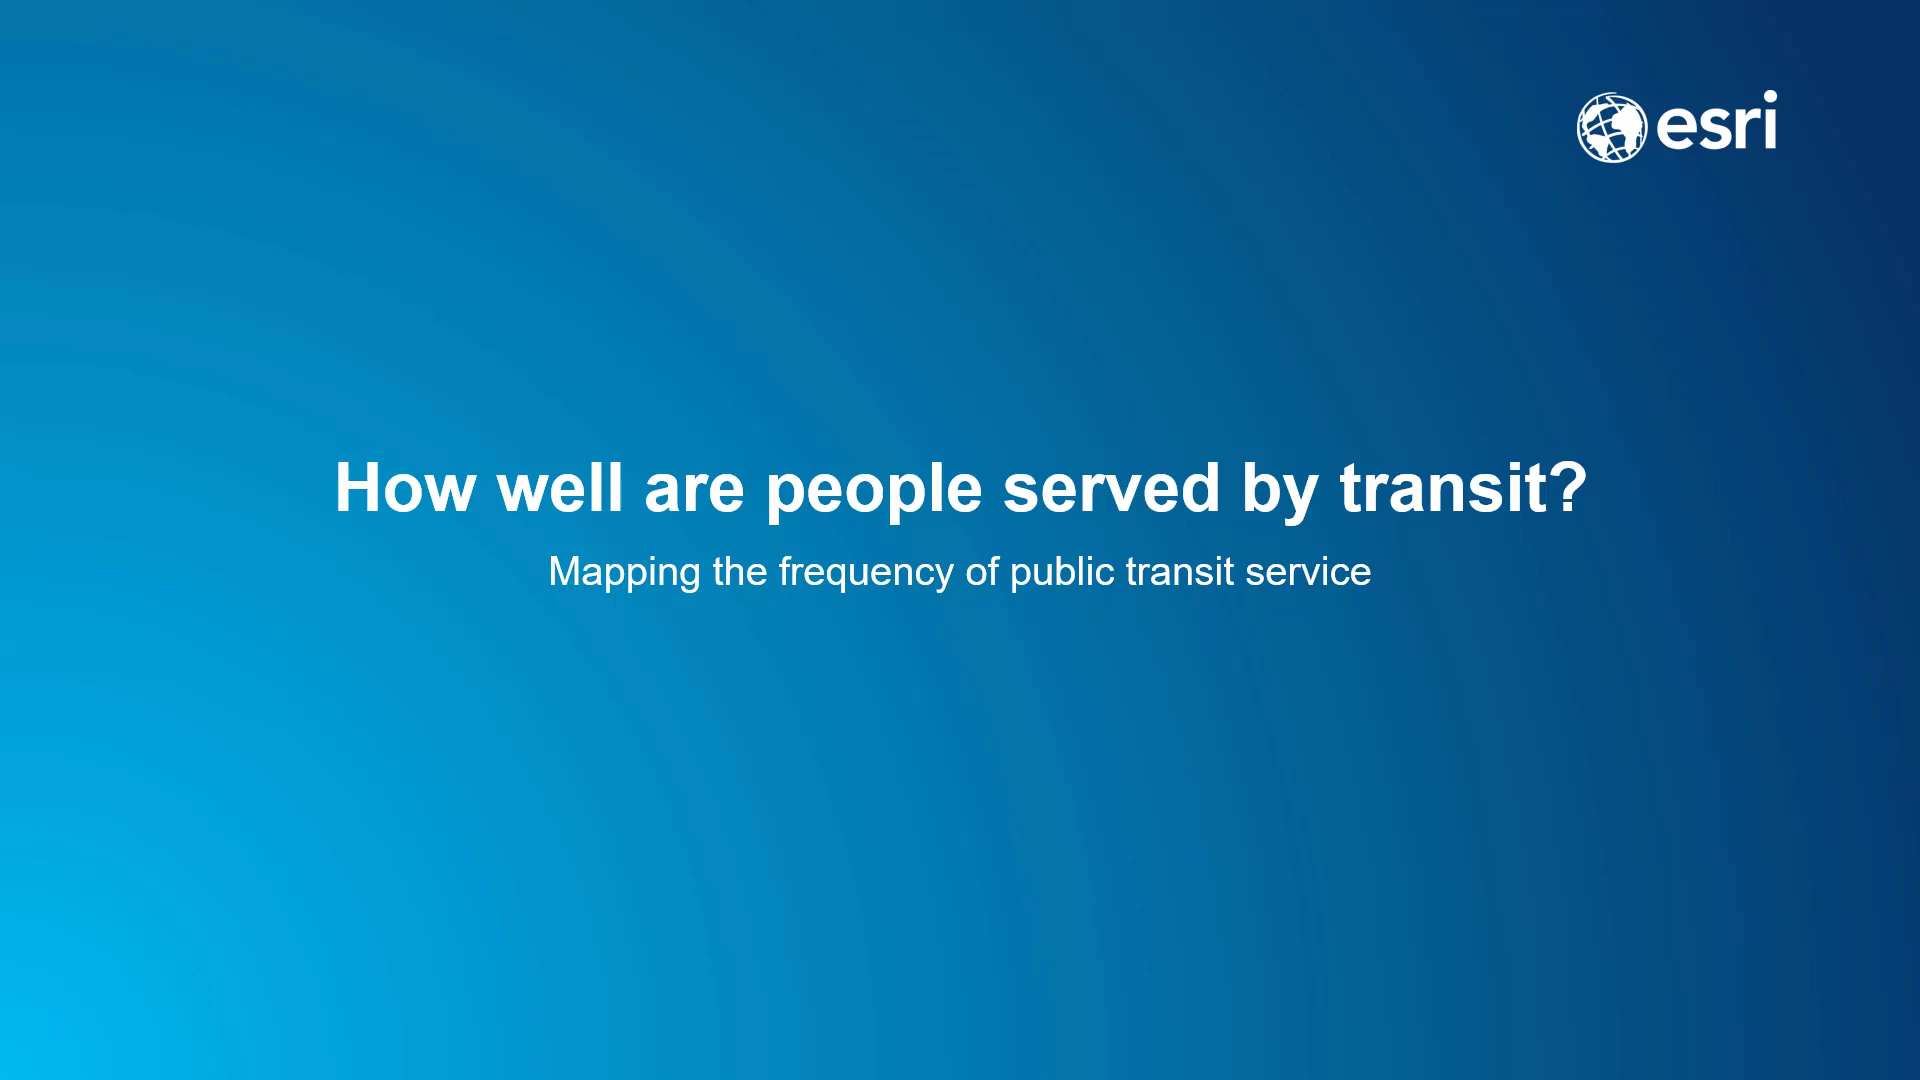 esri
How well are people served by transit?
Mapping the frequency of public transit service